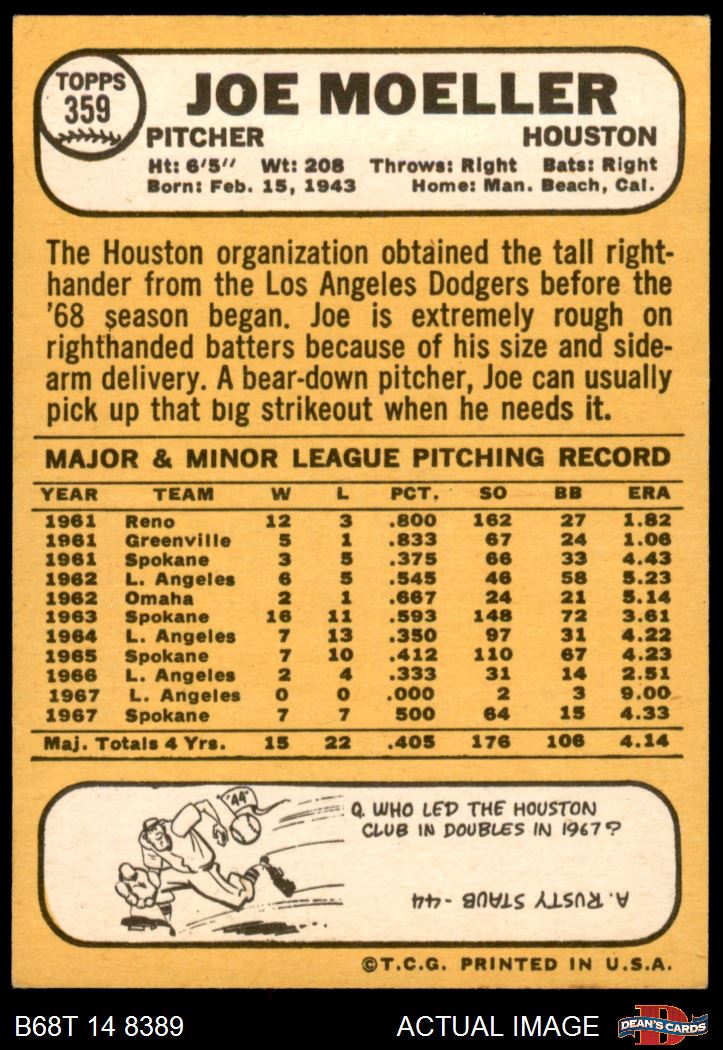 TOPPS
359
JOE MOELLER
PITCHER HOUSTON
Ht: 6'5" Wt: 208 Throws: Right Bats: Right
Born: Feb. 15, 1943 Home: Man. Beach, Cal.
The Houston organization obtained the tall right-
hander from the Los Angeles Dodgers before the
'68 season began. Joe is extremely rough on
righthanded batters because of his size and side-
arm delivery. A bear-down pitcher, Joe can usually
pick up that big strikeout when he needs it.
MAJOR & MINOR LEAGUE PITCHING RECORD
YEAR TEAM W L PCT. SO BB ERA
1961 Reno 12 3 .800 162 27 1.82
1961 Greenville 5 1 .833 67 24 1.06
1961 Spokane 3 5 .375 66 33 4.43
1962 L. Angeles 6 5 .545 46 58 5.23
1962 Omaha 2 1 .667 24 21 5.14
1963 Spokane 16 11 .593 148 72 3.61
1964 L. Angeles 7 13 .350 97 31 4.22
1965 Spokane 7 10 .412 110 67 4.23
1966 L. Angeles 2 4 .333 31 14 2.51
1967 L. Angeles 0 0 .000 2 3 9.00
1967 Spokane 7 7 500 64 15 4.33
Maj. Totals 4 Yrs. 15 22 .405 176 106 4.14
"44"
Q. WHO LED THE HOUSTON
CLUB IN DOUBLES IN 1967?
A. RUSTY STAUB - 44
©T.C.G. PRINTED IN U.S.A.
B68T 14 8389 ACTUAL IMAGE
DEAN'S CARDS